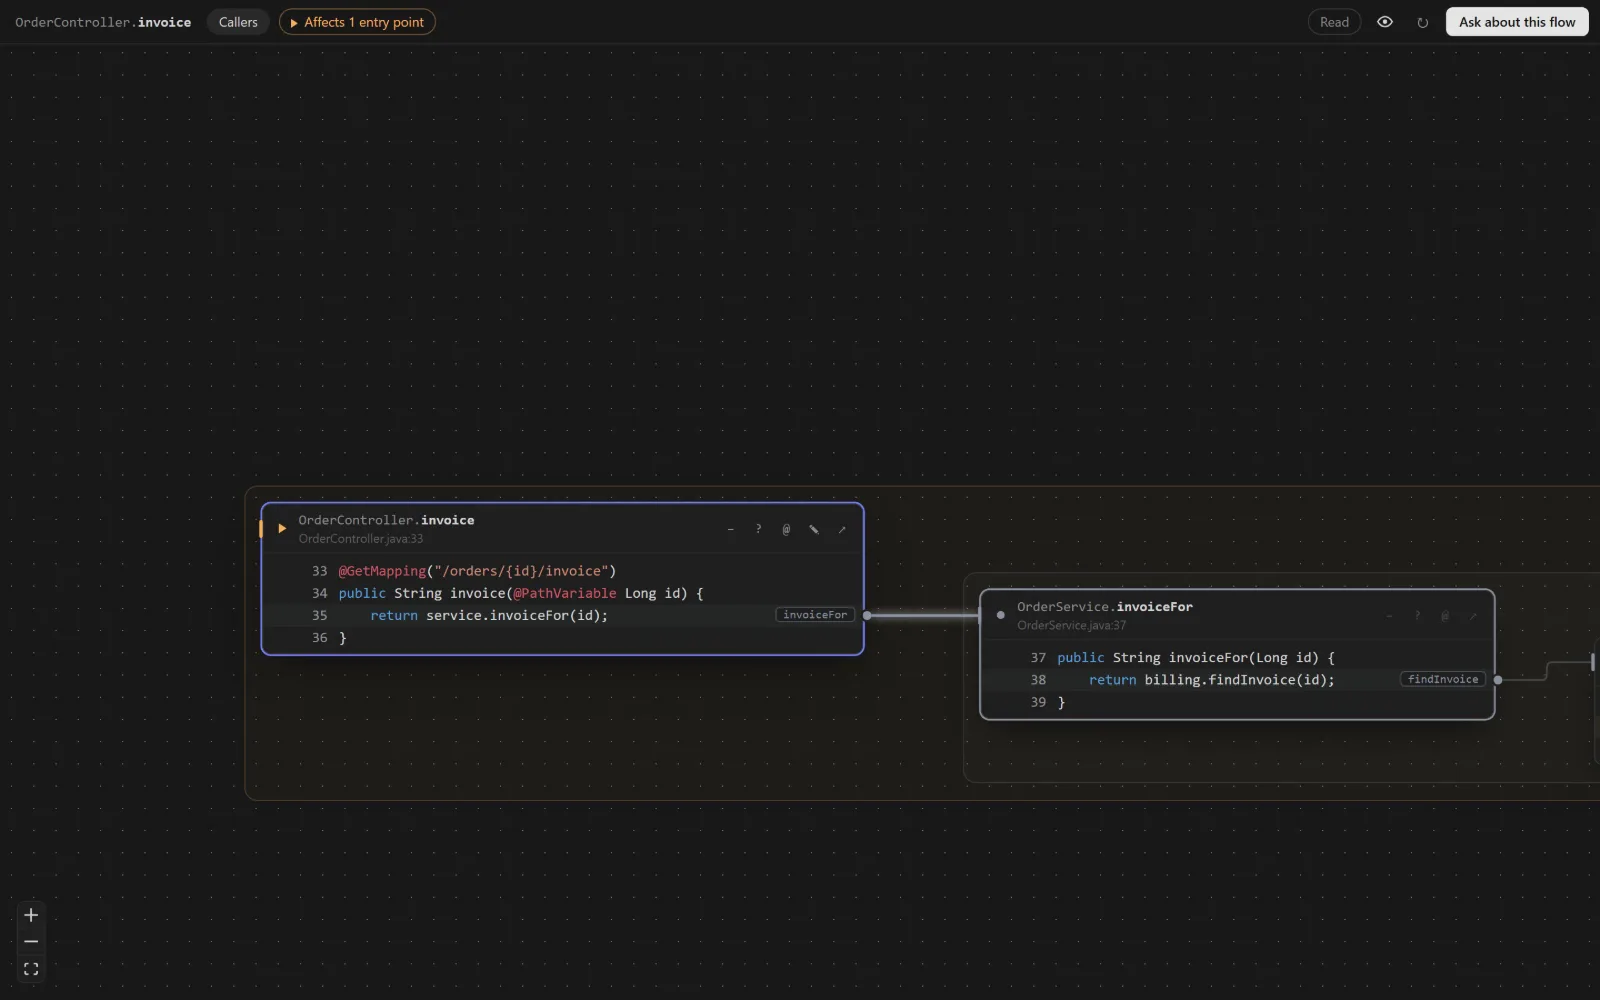 OrderController.invoice
Callers
Affects 1 entry point
Read
Ask about this flow
OrderController.invoice
OrderController.java:33
− ? @
33 @GetMapping("/orders/{id}/invoice")
34 public String invoice(@PathVariable Long id) {
35 return service.invoiceFor(id);
invoiceFor
36 }
OrderService.invoiceFor
OrderService.java:37
− ? @
37 public String invoiceFor(Long id) {
38 return billing.findInvoice(id);
findInvoice
39 }